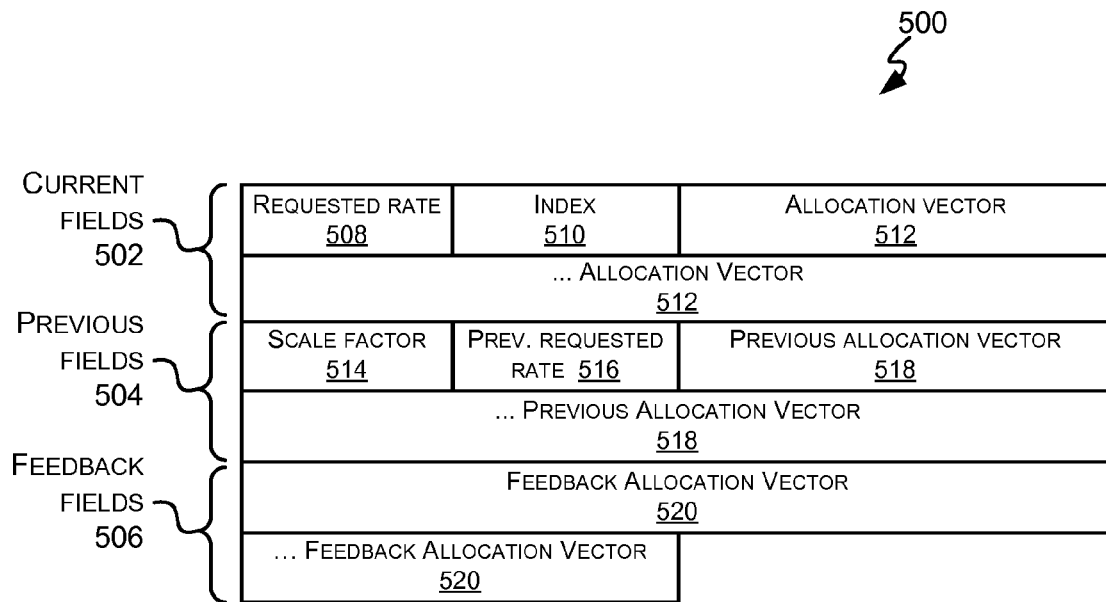 500
CURRENT FIELDS 502
REQUESTED RATE 508
INDEX 510
ALLOCATION VECTOR 512
... ALLOCATION VECTOR 512
PREVIOUS FIELDS 504
SCALE FACTOR 514
PREV. REQUESTED RATE 516
PREVIOUS ALLOCATION VECTOR 518
... PREVIOUS ALLOCATION VECTOR 518
FEEDBACK FIELDS 506
FEEDBACK ALLOCATION VECTOR 520
... FEEDBACK ALLOCATION VECTOR 520